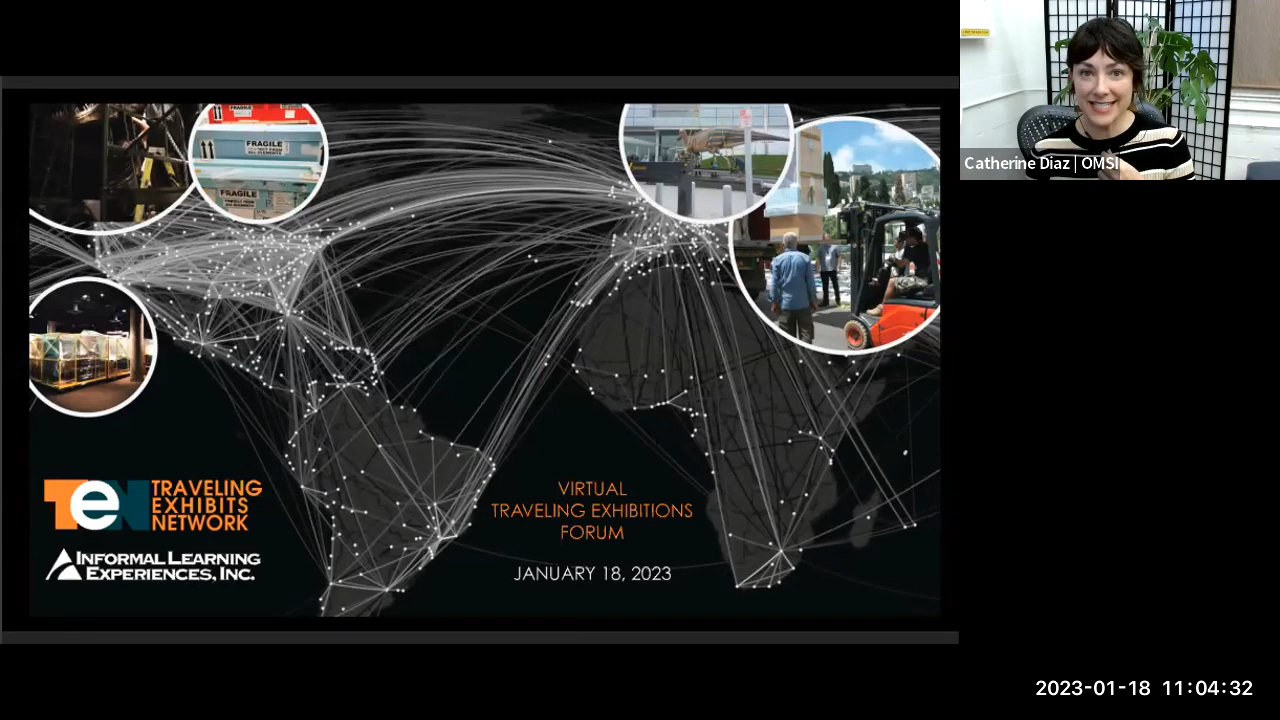 Catherine Diaz | OMSI
FRAGILE
FRAGILE
TEN
TRAVELING
EXHIBITS
NETWORK
INFORMAL LEARNING
EXPERIENCES, INC.
VIRTUAL
TRAVELING EXHIBITIONS
FORUM
JANUARY 18, 2023
2023-01-18 11:04:32